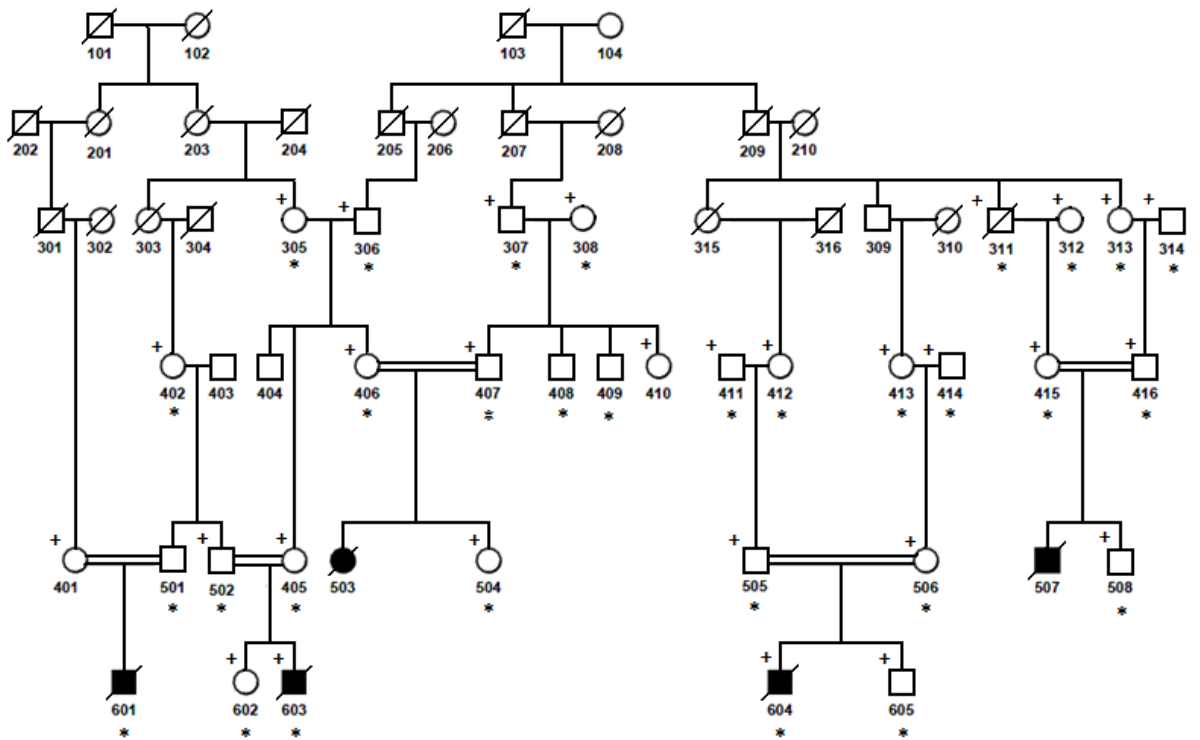 101 102 103 104
202 201 203 204 205 206 207 208 209 210
+ + + + + + +
301 302 303 304 305 306 307 308 315 316 309 310 311 312 313 314
* * * * * * * *
+ + + + + + + + + +
402 403 404 406 407 408 409 410 411 412 413 414 415 416
* * * * * * * * * * *
+ + + + + + +
401 501 502 405 503 504 505 506 507 508
* * * * * * *
+ + + +
601 602 603 604 605
* * * * *